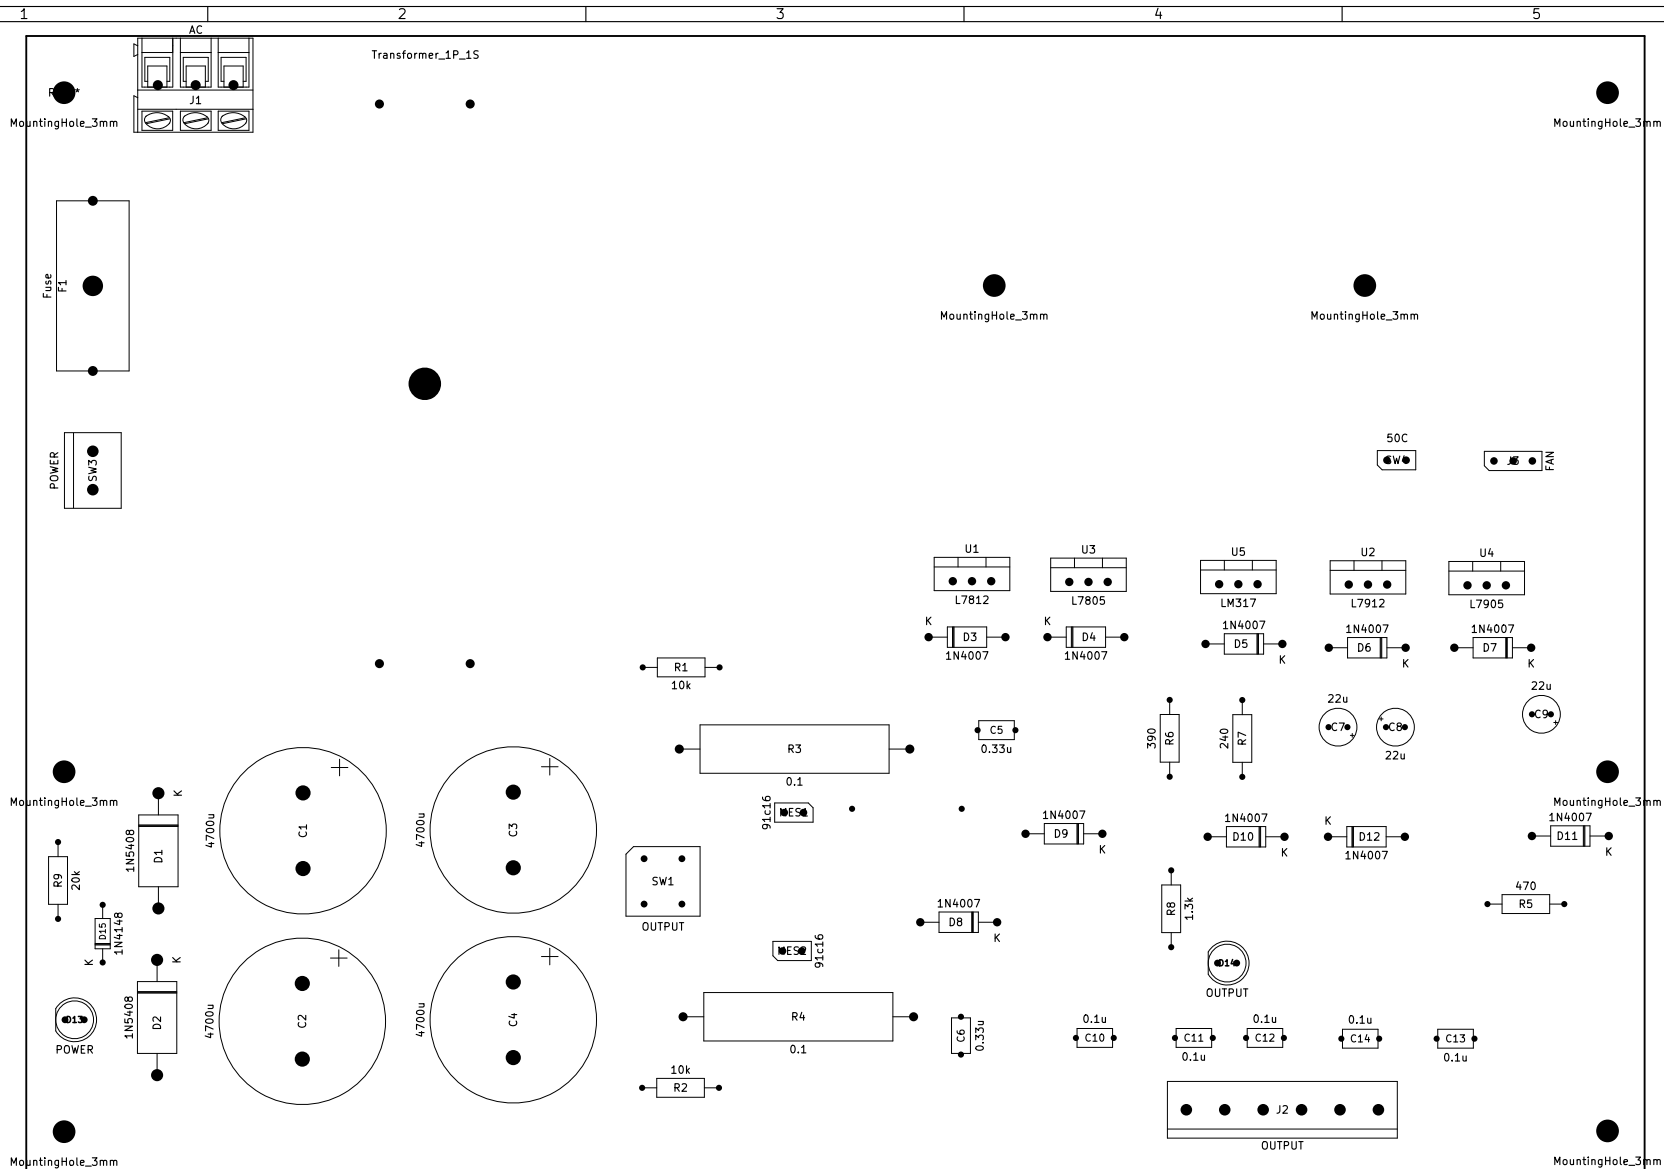 1 2 3 4 5
AC
Transformer_1P_1S
J1
MountingHole_3mm
MountingHole_3mm
Fuse
F1
MountingHole_3mm
MountingHole_3mm
50C
POWER
SW3
FAN
U1 U3 U5 U2 U4
L7812 L7805 LM317 L7912 L7905
K K 1N4007 1N4007 1N4007
D3 D4 D5 D6 D7
1N4007 1N4007 K K K
R1
10k
22u 22u
C7 C8 C9
22u
390 R6 240 R7
C5
0.33u
R3
0.1
MountingHole_3mm
MountingHole_3mm
K
91c16
1N4007 1N4007 K 1N4007
D9 D10 D12 D11
K K 1N4007 K
4700u C1 4700u C3
1N5408 D1
R9 20k
SW1
OUTPUT
470
R5
R8 1.3k
1N4007
D8
K
D15 1N4148
K K
91c16
D14
OUTPUT
1N5408 D2
4700u C2 4700u C4
D13
POWER
R4
0.1
C6 0.33u
0.1u 0.1u 0.1u
C10 C11 C12 C14 C13
0.1u 0.1u
10k
R2
J2
OUTPUT
MountingHole_3mm
MountingHole_3mm